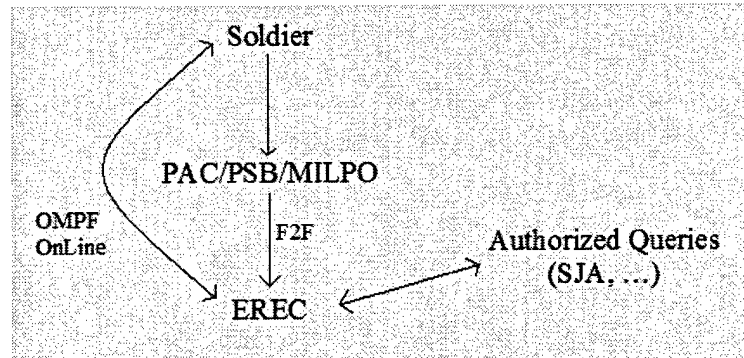 Soldier
PAC/PSB/MILPO
OMPF
OnLine
F2F
Authorized Queries
(SJA, ...)
EREC